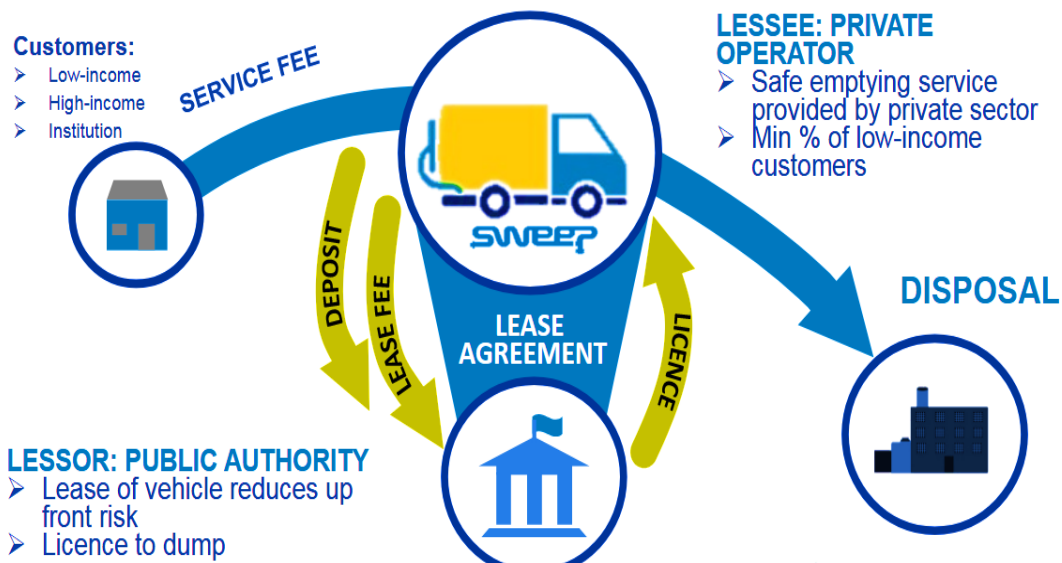 Customers:
➢ Low-income
➢ High-income
➢ Institution
SERVICE FEE
LESSEE: PRIVATE
OPERATOR
➢ Safe emptying service
provided by private sector
➢ Min % of low-income
customers
SWEEP
DEPOSIT
LEASE FEE
LEASE
AGREEMENT
LICENCE
DISPOSAL
LESSOR: PUBLIC AUTHORITY
➢ Lease of vehicle reduces up
front risk
➢ Licence to dump